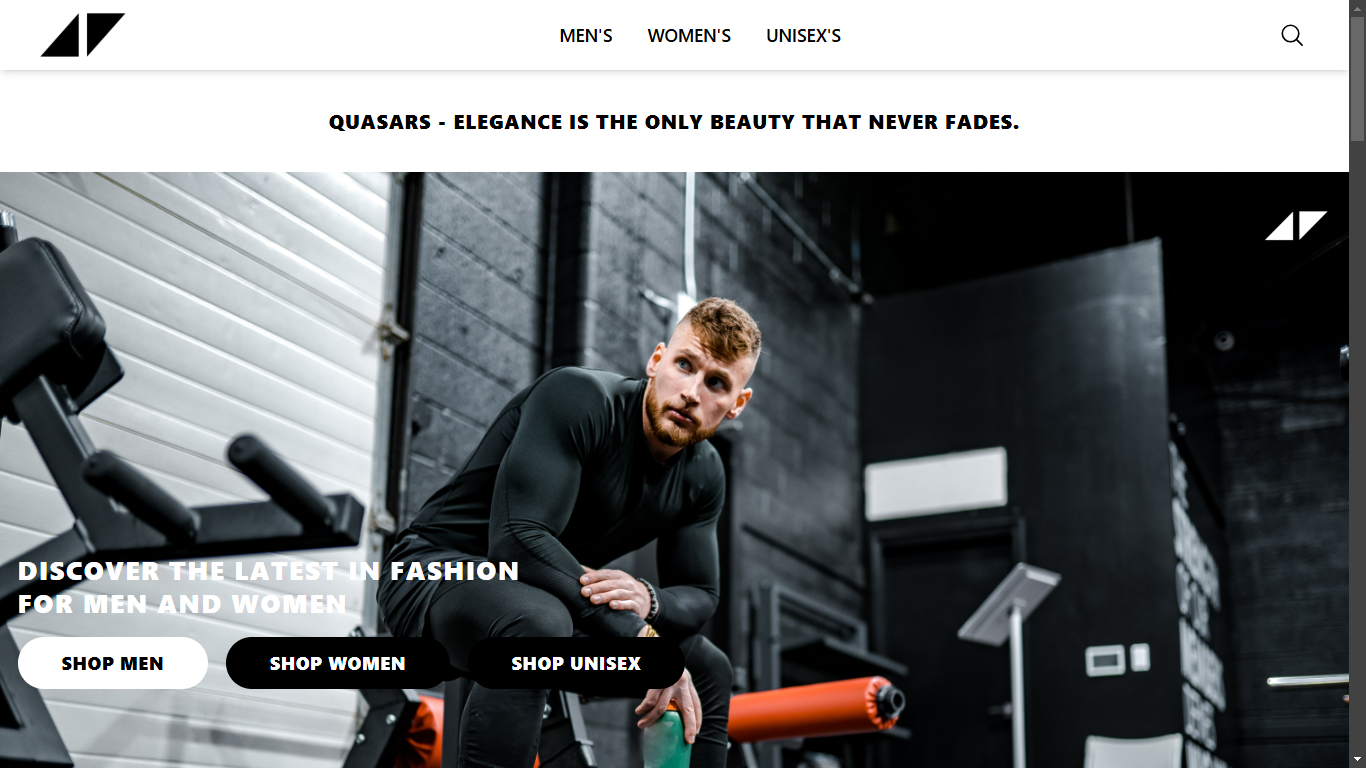 MEN'S WOMEN'S UNISEX'S
QUASARS - ELEGANCE IS THE ONLY BEAUTY THAT NEVER FADES.
DISCOVER THE LATEST IN FASHION
FOR MEN AND WOMEN
SHOP MEN SHOP WOMEN SHOP UNISEX